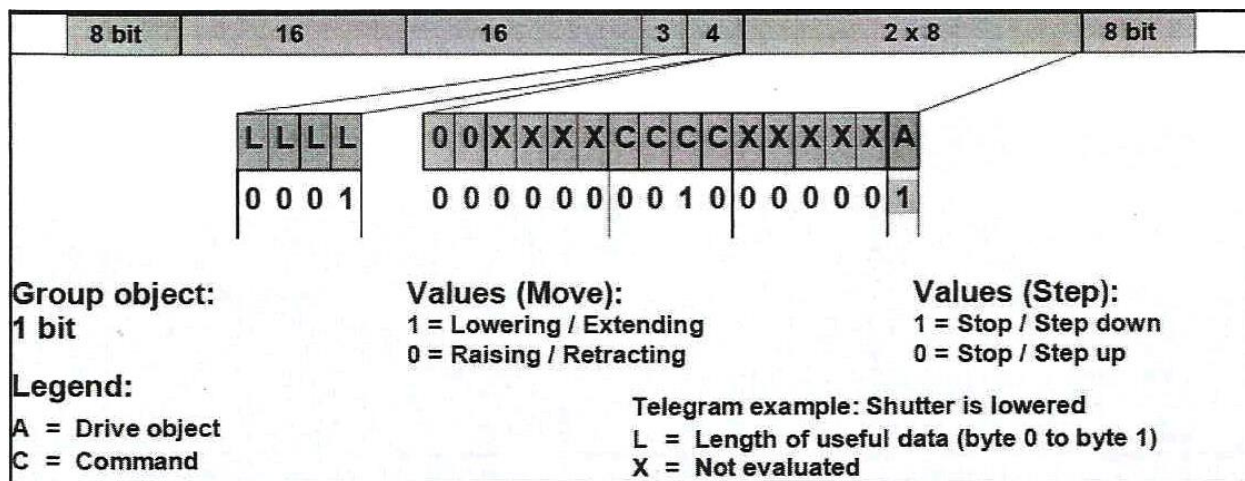 8 bit 16 16 3 4 2 x 8 8 bit
L L L L 0 0 X X X X C C C C X X X X X X A
0 0 0 1 0 0 0 0 0 0 0 0 1 0 0 0 0 0 0 1
Group object:
1 bit
Values (Move):
1 = Lowering / Extending
0 = Raising / Retracting
Values (Step):
1 = Stop / Step down
0 = Stop / Step up
Legend:
A = Drive object
C = Command
Telegram example: Shutter is lowered
L = Length of useful data (byte 0 to byte 1)
X = Not evaluated